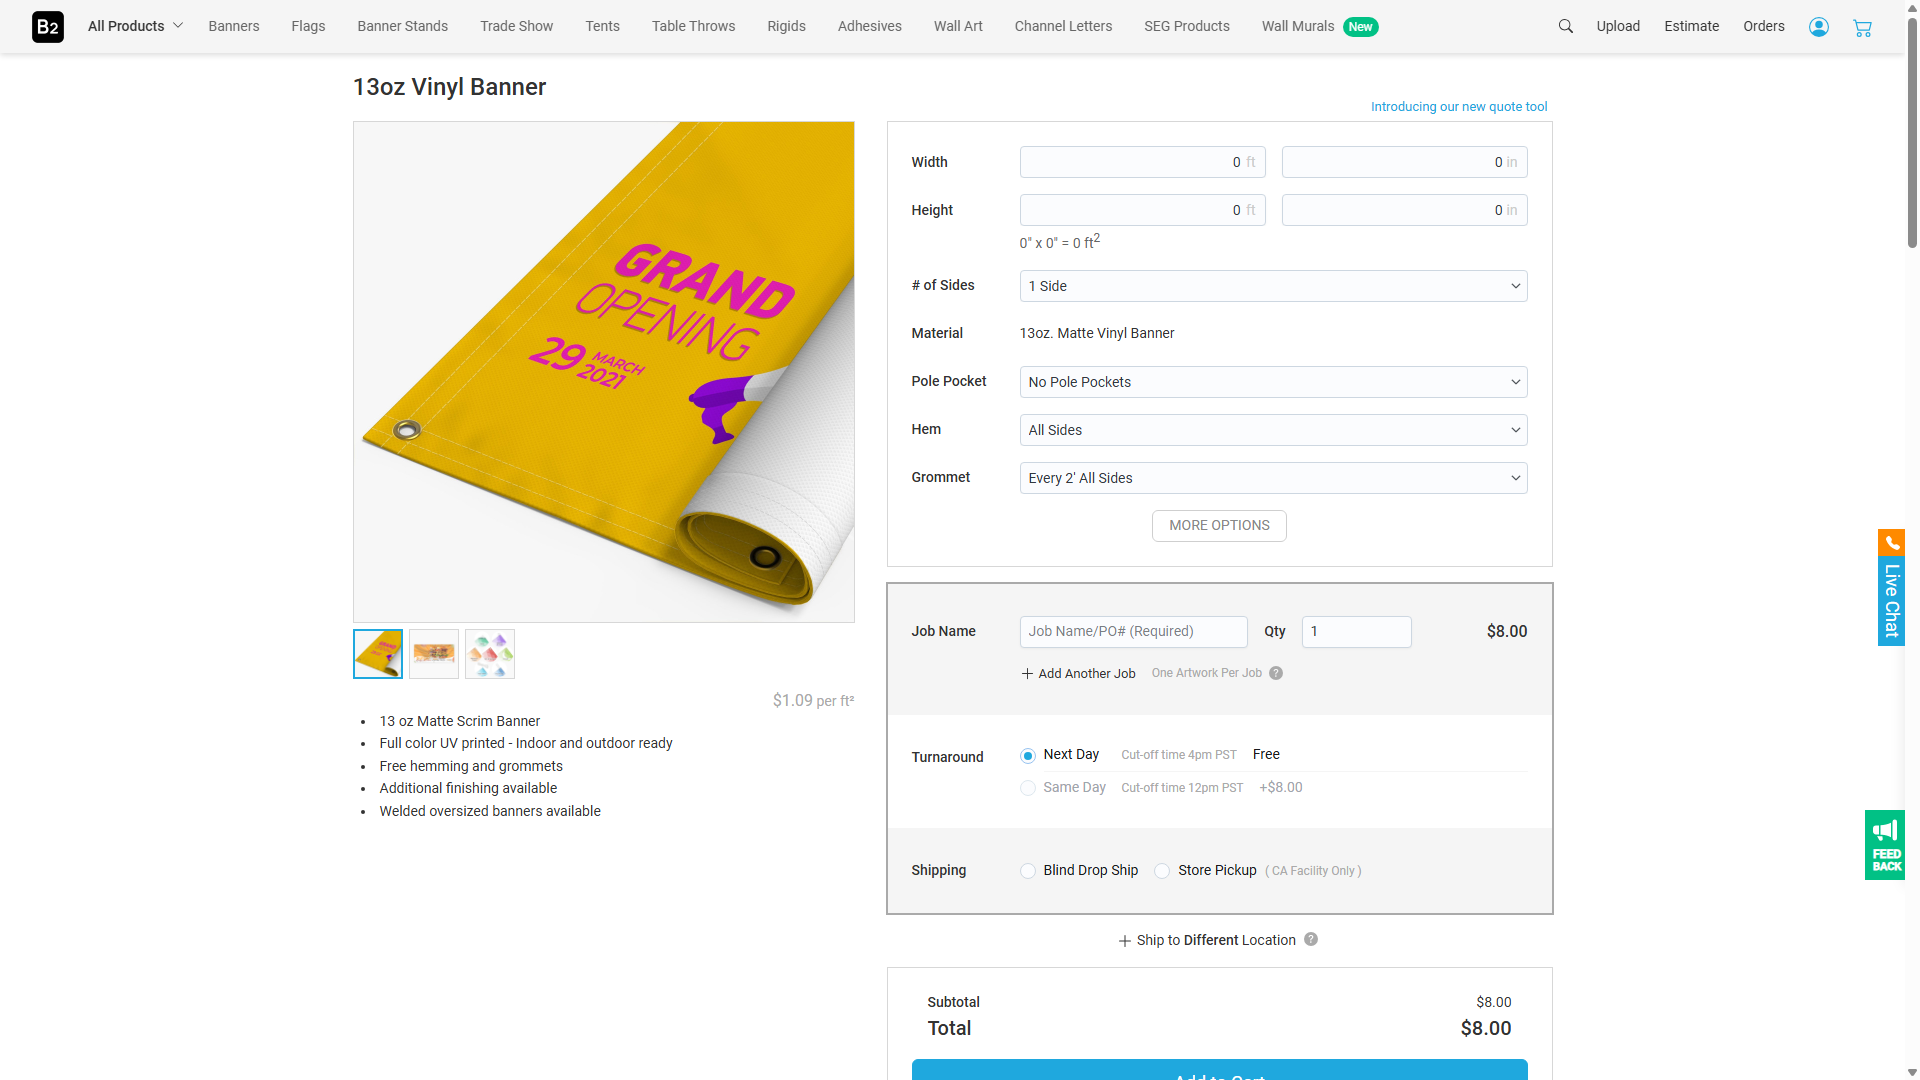 B2
All Products
Banners
Flags
Banner Stands
Trade Show
Tents
Table Throws
Rigids
Adhesives
Wall Art
Channel Letters
SEG Products
Wall Murals
New
Upload
Estimate
Orders
13oz Vinyl Banner
Introducing our new quote tool
GRAND
OPENING
29 MARCH
2021
$1.09 per ft²
• 13 oz Matte Scrim Banner
• Full color UV printed - Indoor and outdoor ready
• Free hemming and grommets
• Additional finishing available
• Welded oversized banners available
Width 0 ft 0 in
Height 0 ft 0 in
0" x 0" = 0 ft2
# of Sides 1 Side
Material 13oz. Matte Vinyl Banner
Pole Pocket No Pole Pockets
Hem All Sides
Grommet Every 2' All Sides
MORE OPTIONS
Job Name Job Name/PO# (Required) Qty 1 $8.00
+ Add Another Job One Artwork Per Job ?
Turnaround Next Day Cut-off time 4pm PST Free
Same Day Cut-off time 12pm PST +$8.00
Shipping Blind Drop Ship Store Pickup ( CA Facility Only )
+ Ship to Different Location ?
Subtotal $8.00
Total $8.00
Add to Cart
Live Chat
FEED
BACK